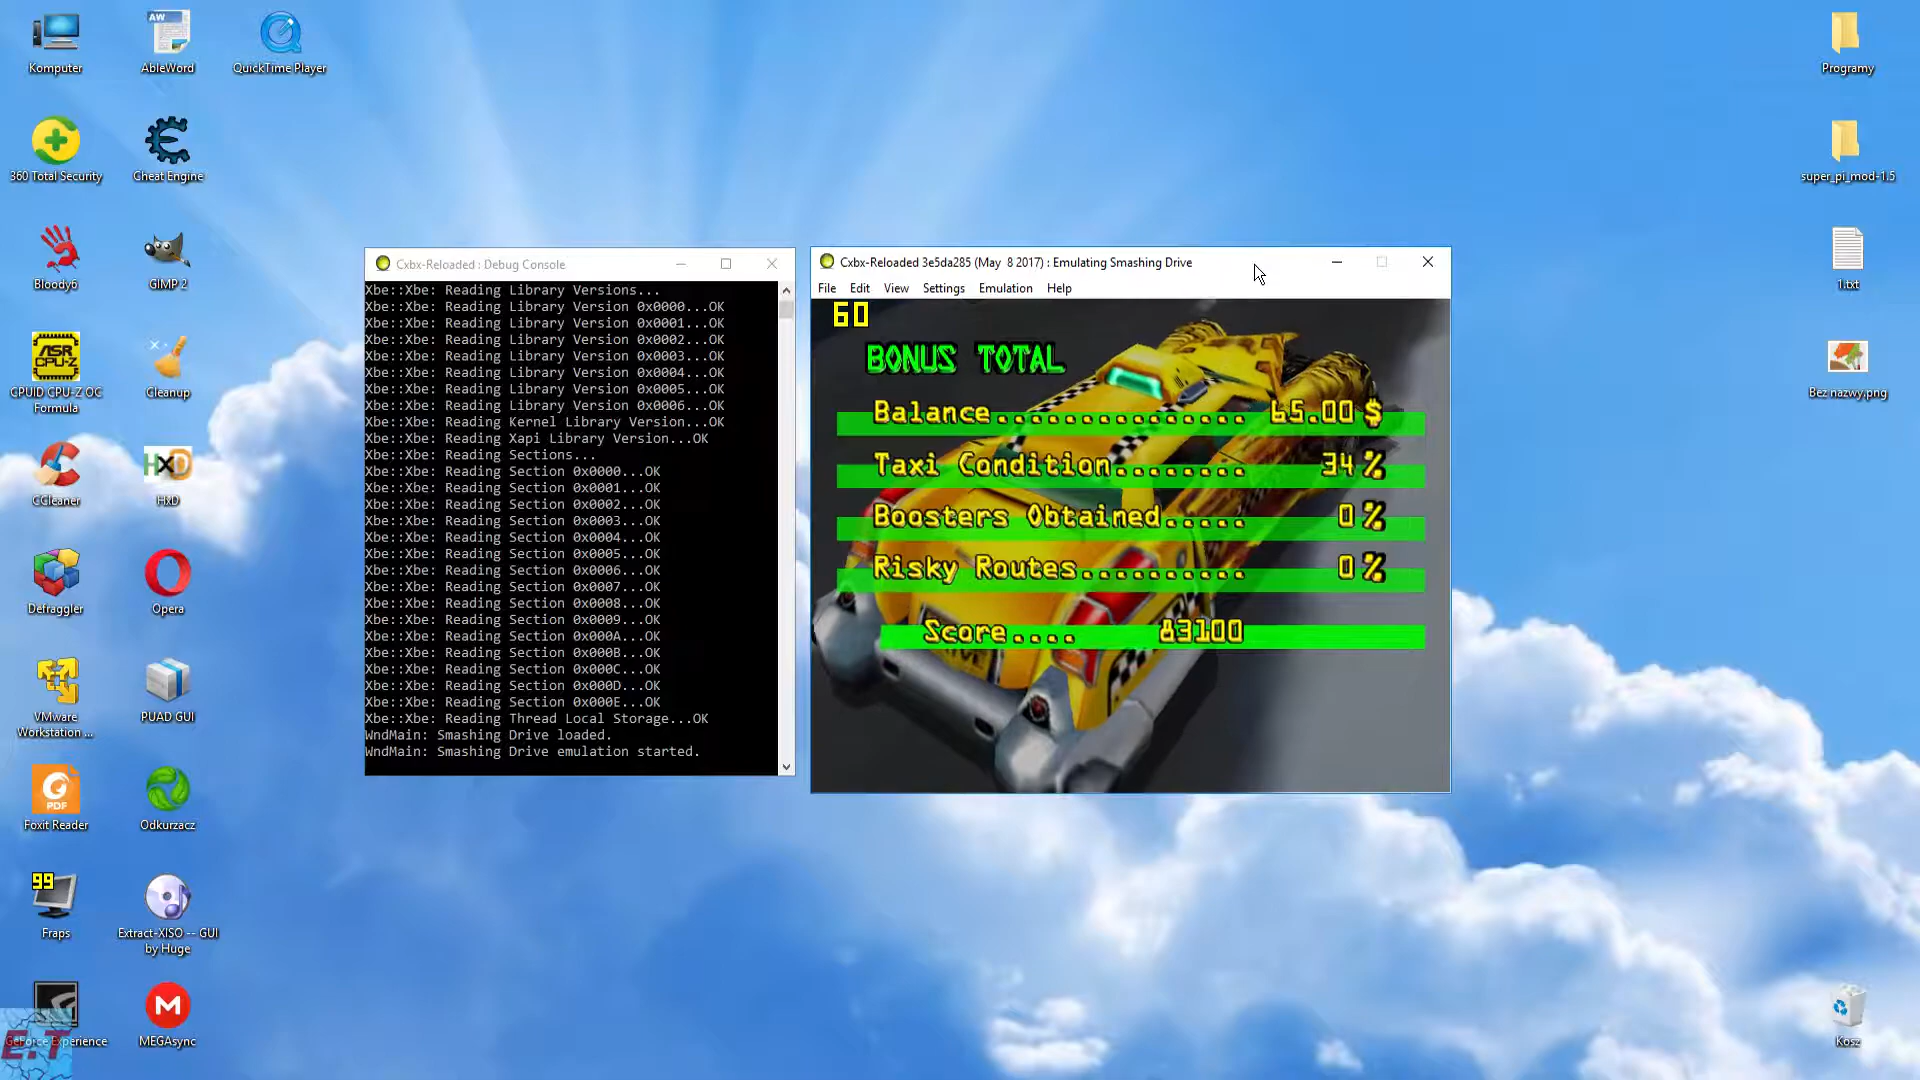 Komputer
AbleWord
QuickTime Player
360 Total Security
Cheat Engine
Bloody6
GIMP 2
CPUID CPU-Z OC
Formula
Cleanup
CCleaner
HxD
Defraggler
Opera
VMware
Workstation ...
PUAD GUI
Foxit Reader
Odkurzacz
99
Fraps
Extract-XISO -- GUI
by Huge
GeForce Experience
MEGAsync
AW
ASR
CPU-Z
HXD
PDF
M
E.T
Cxbx-Reloaded : Debug Console
Xbe::Xbe: Reading Library Versions...
Xbe::Xbe: Reading Library Version 0x0000...OK
Xbe::Xbe: Reading Library Version 0x0001...OK
Xbe::Xbe: Reading Library Version 0x0002...OK
Xbe::Xbe: Reading Library Version 0x0003...OK
Xbe::Xbe: Reading Library Version 0x0004...OK
Xbe::Xbe: Reading Library Version 0x0005...OK
Xbe::Xbe: Reading Library Version 0x0006...OK
Xbe::Xbe: Reading Kernel Library Version...OK
Xbe::Xbe: Reading Xapi Library Version...OK
Xbe::Xbe: Reading Sections...
Xbe::Xbe: Reading Section 0x0000...OK
Xbe::Xbe: Reading Section 0x0001...OK
Xbe::Xbe: Reading Section 0x0002...OK
Xbe::Xbe: Reading Section 0x0003...OK
Xbe::Xbe: Reading Section 0x0004...OK
Xbe::Xbe: Reading Section 0x0005...OK
Xbe::Xbe: Reading Section 0x0006...OK
Xbe::Xbe: Reading Section 0x0007...OK
Xbe::Xbe: Reading Section 0x0008...OK
Xbe::Xbe: Reading Section 0x0009...OK
Xbe::Xbe: Reading Section 0x000A...OK
Xbe::Xbe: Reading Section 0x000B...OK
Xbe::Xbe: Reading Section 0x000C...OK
Xbe::Xbe: Reading Section 0x000D...OK
Xbe::Xbe: Reading Section 0x000E...OK
Xbe::Xbe: Reading Thread Local Storage...OK
WndMain: Smashing Drive loaded.
WndMain: Smashing Drive emulation started.
Cxbx-Reloaded 3e5da285 (May 8 2017) : Emulating Smashing Drive
File Edit View Settings Emulation Help
60
BONUS TOTAL
Balance............... 65.00 $
Taxi Condition........ 34 %
Boosters Obtained..... 0 %
Risky Routes.......... 0 %
Score.... 83100
Programy
super_pi_mod-1.5
1.txt
Bez nazwy.png
Kosz